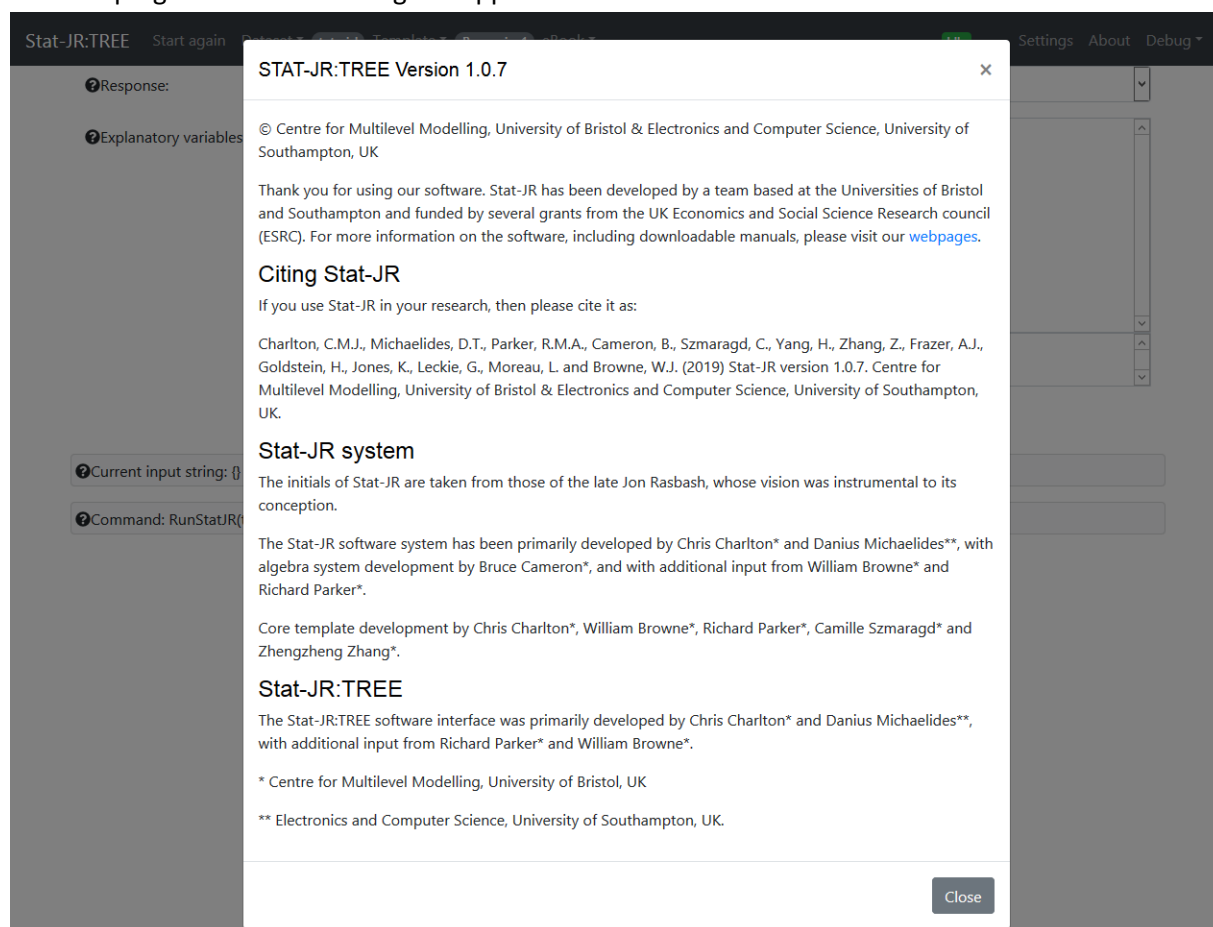 Stat-JR:TREE Start again
Settings About Debug
STAT-JR:TREE Version 1.0.7 ×
Response:
Explanatory variables
© Centre for Multilevel Modelling, University of Bristol & Electronics and Computer Science, University of
Southampton, UK
Thank you for using our software. Stat-JR has been developed by a team based at the Universities of Bristol
and Southampton and funded by several grants from the UK Economics and Social Science Research council
(ESRC). For more information on the software, including downloadable manuals, please visit our webpages.
Citing Stat-JR
If you use Stat-JR in your research, then please cite it as:
Charlton, C.M.J., Michaelides, D.T., Parker, R.M.A., Cameron, B., Szmaragd, C., Yang, H., Zhang, Z., Frazer, A.J.,
Goldstein, H., Jones, K., Leckie, G., Moreau, L. and Browne, W.J. (2019) Stat-JR version 1.0.7. Centre for
Multilevel Modelling, University of Bristol & Electronics and Computer Science, University of Southampton,
UK.
Stat-JR system
Current input string: {}
The initials of Stat-JR are taken from those of the late Jon Rasbash, whose vision was instrumental to its
conception.
Command: RunStatJR(
The Stat-JR software system has been primarily developed by Chris Charlton* and Danius Michaelides**, with
algebra system development by Bruce Cameron*, and with additional input from William Browne* and
Richard Parker*.
Core template development by Chris Charlton*, William Browne*, Richard Parker*, Camille Szmaragd* and
Zhengzheng Zhang*.
Stat-JR:TREE
The Stat-JR:TREE software interface was primarily developed by Chris Charlton* and Danius Michaelides**,
with additional input from Richard Parker* and William Browne*.
* Centre for Multilevel Modelling, University of Bristol, UK
** Electronics and Computer Science, University of Southampton, UK.
Close